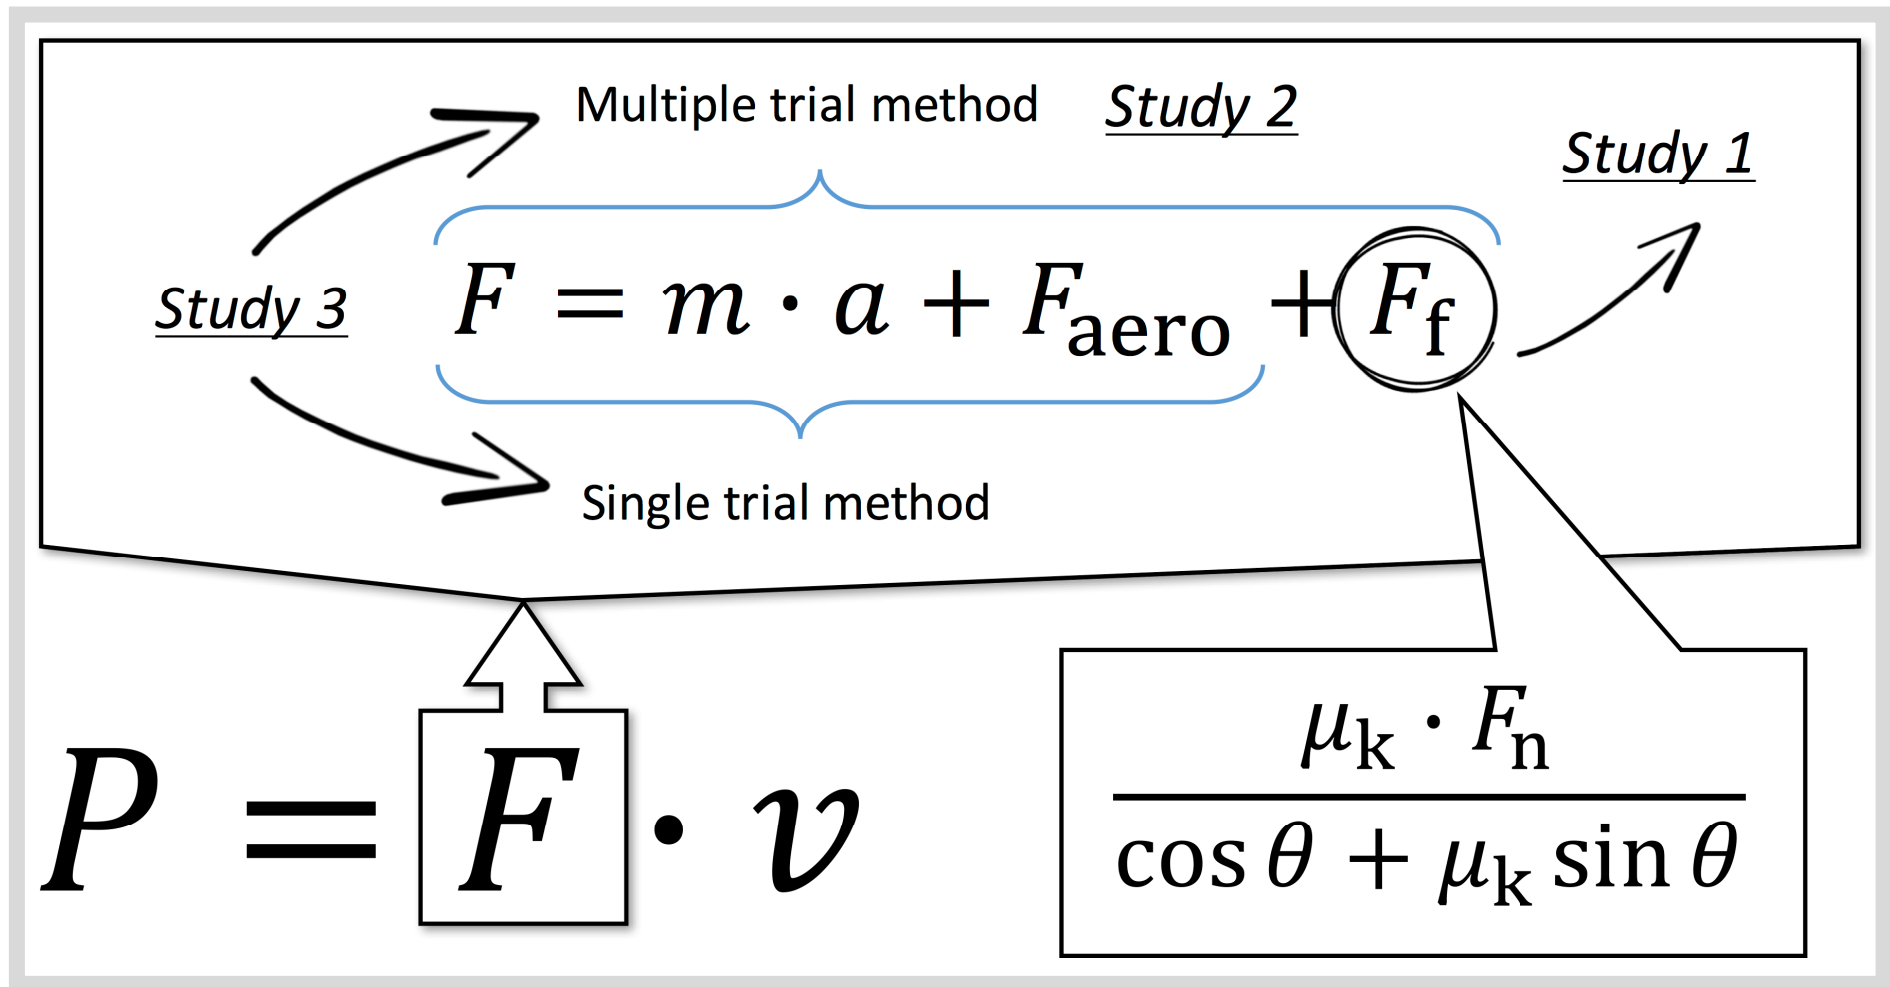 Multiple trial method Study 2
Study 1
Study 3 F = m · a + F_aero + F_f
Single trial method
P = F · v
μ_k · F_n
cos θ + μ_k sin θ